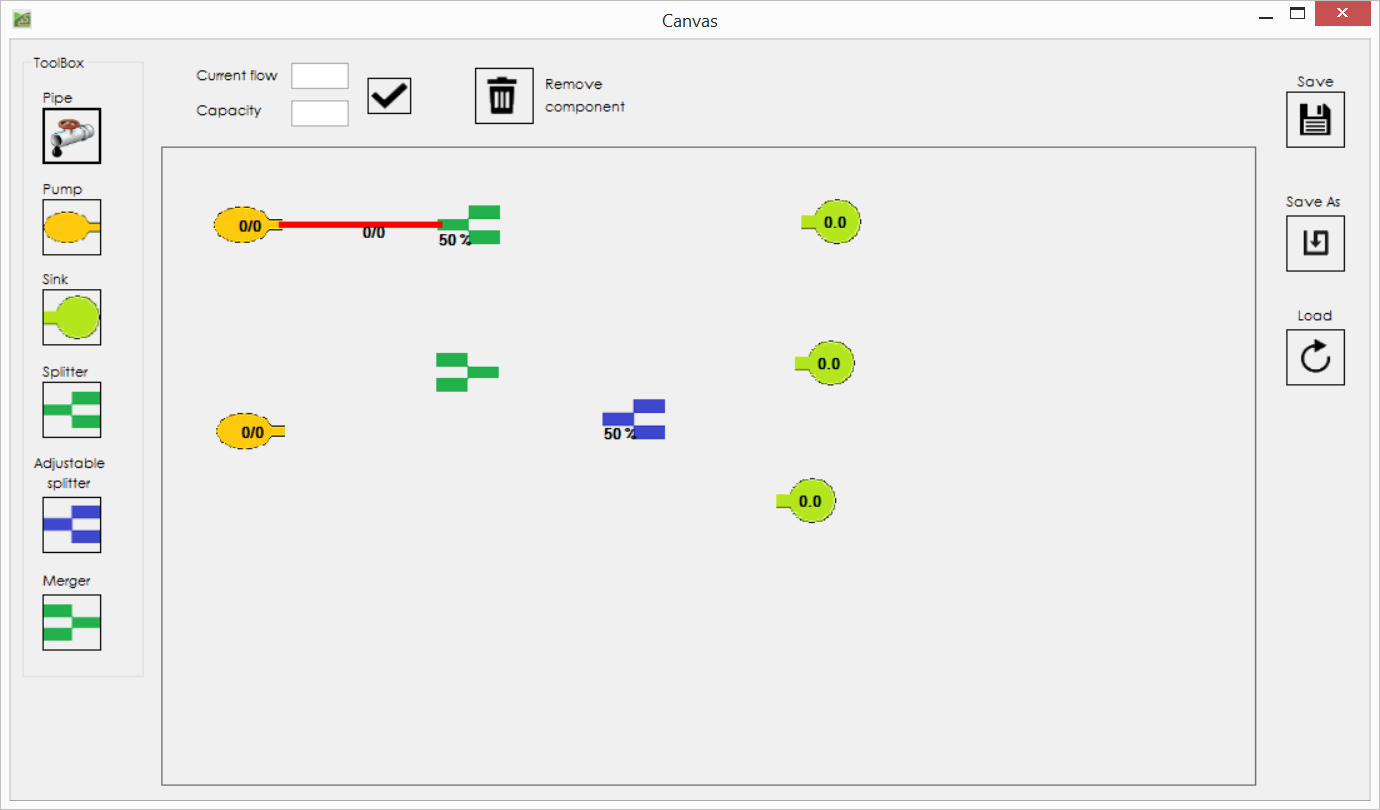 Canvas
ToolBox
Pipe
Pump
Sink
Splitter
Adjustable
splitter
Merger
Current flow
Capacity
Remove
component
Save
Save As
Load
0/0
0/0
50 %
0.0
0.0
0/0
50 %
0.0